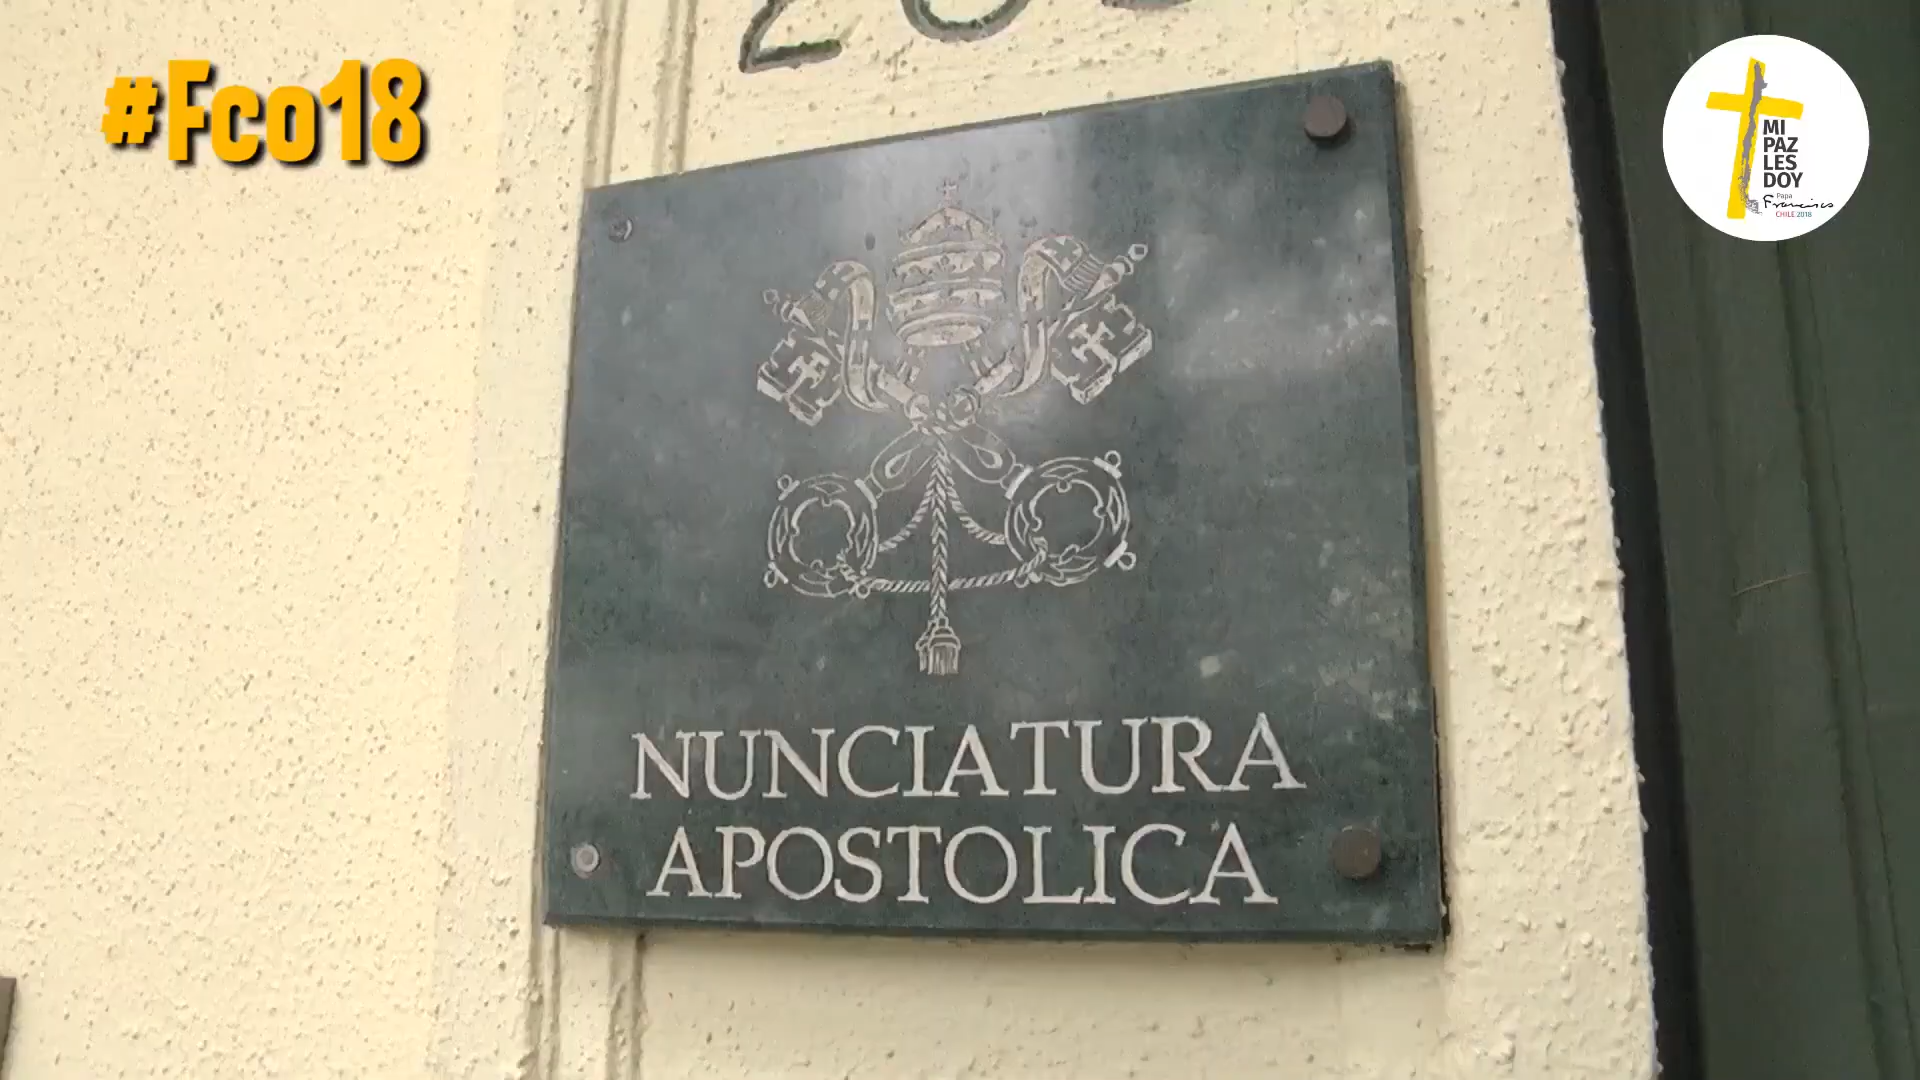 #Fco18
MI
PAZ
LES
DOY
Papa
Francisco
CHILE 2018
NUNCIATURA
APOSTOLICA